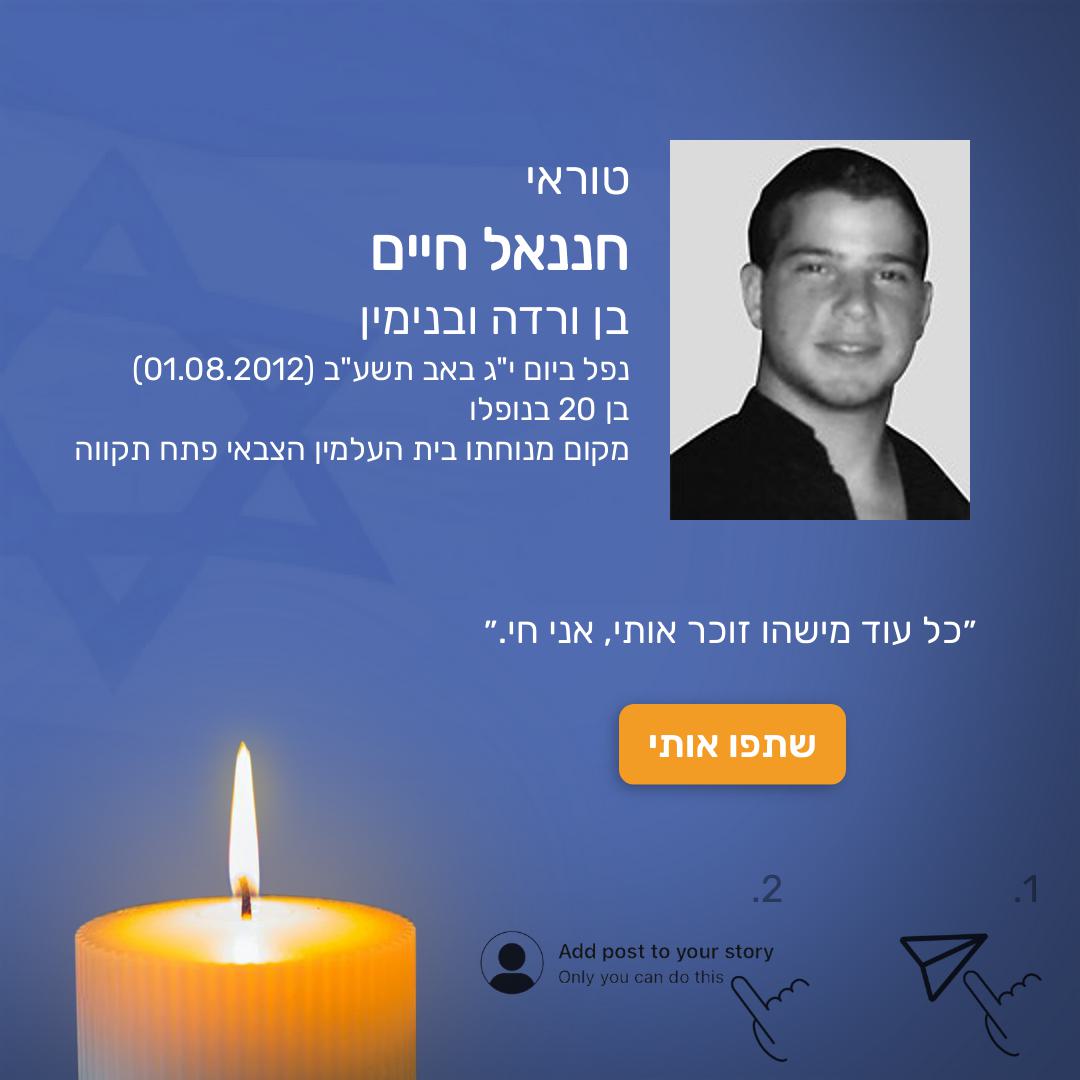 טוראי
חננאל חיים
בן ורדה ובנימין
נפל ביום י"ג באב תשע"ב (01.08.2012)
בן 20 בנופלו
מקום מנוחתו בית העלמין הצבאי פתח תקווה
״כל עוד מישהו זוכר אותי, אני חי.״
שתפו אותי
1.
2.
Add post to your story
Only you can do this